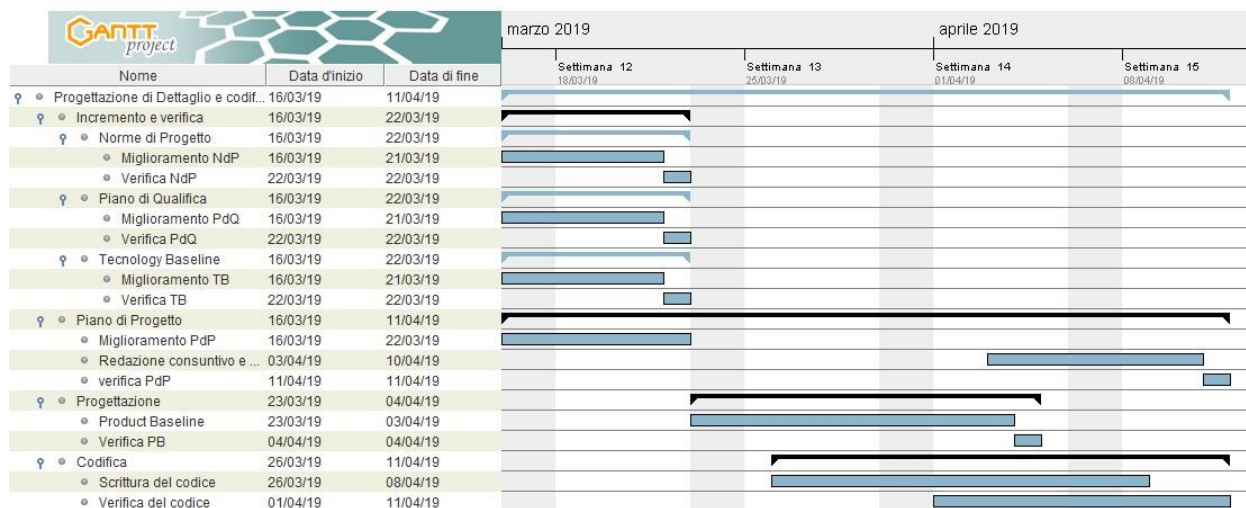 GANTT project
marzo 2019 aprile 2019
Settimana 12 Settimana 13 Settimana 14 Settimana 15
18/03/19 25/03/19 01/04/19 08/04/19
Nome Data d'inizio Data di fine
Progettazione di Dettaglio e codif... 16/03/19 11/04/19
Incremento e verifica 16/03/19 22/03/19
Norme di Progetto 16/03/19 22/03/19
Miglioramento NdP 16/03/19 21/03/19
Verifica NdP 22/03/19 22/03/19
Piano di Qualifica 16/03/19 22/03/19
Miglioramento PdQ 16/03/19 21/03/19
Verifica PdQ 22/03/19 22/03/19
Tecnology Baseline 16/03/19 22/03/19
Miglioramento TB 16/03/19 21/03/19
Verifica TB 22/03/19 22/03/19
Piano di Progetto 16/03/19 11/04/19
Miglioramento PdP 16/03/19 22/03/19
Redazione consuntivo e ... 03/04/19 10/04/19
verifica PdP 11/04/19 11/04/19
Progettazione 23/03/19 04/04/19
Product Baseline 23/03/19 03/04/19
Verifica PB 04/04/19 04/04/19
Codifica 26/03/19 11/04/19
Scrittura del codice 26/03/19 08/04/19
Verifica del codice 01/04/19 11/04/19